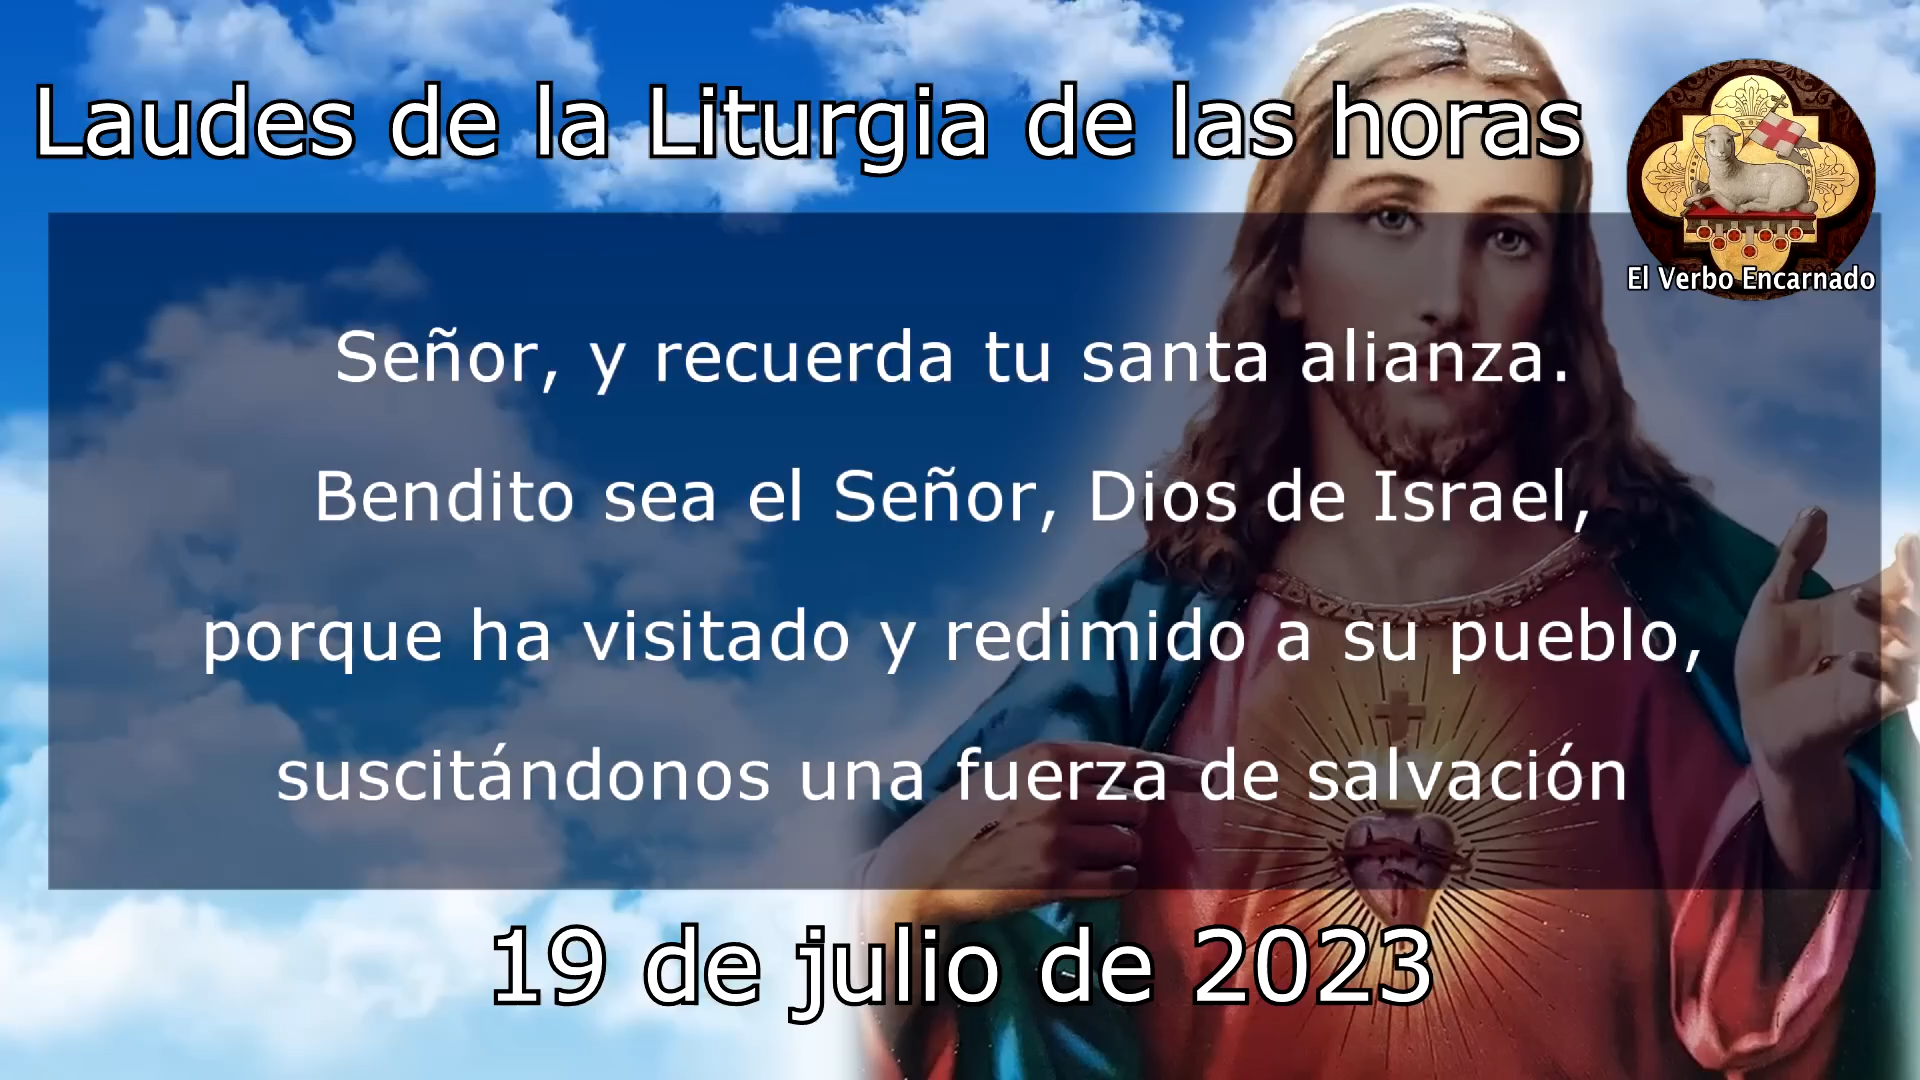 Laudes de la Liturgia de las horas
El Verbo Encarnado
Señor, y recuerda tu santa alianza.
Bendito sea el Señor, Dios de Israel,
porque ha visitado y redimido a su pueblo,
suscitándonos una fuerza de salvación
19 de julio de 2023